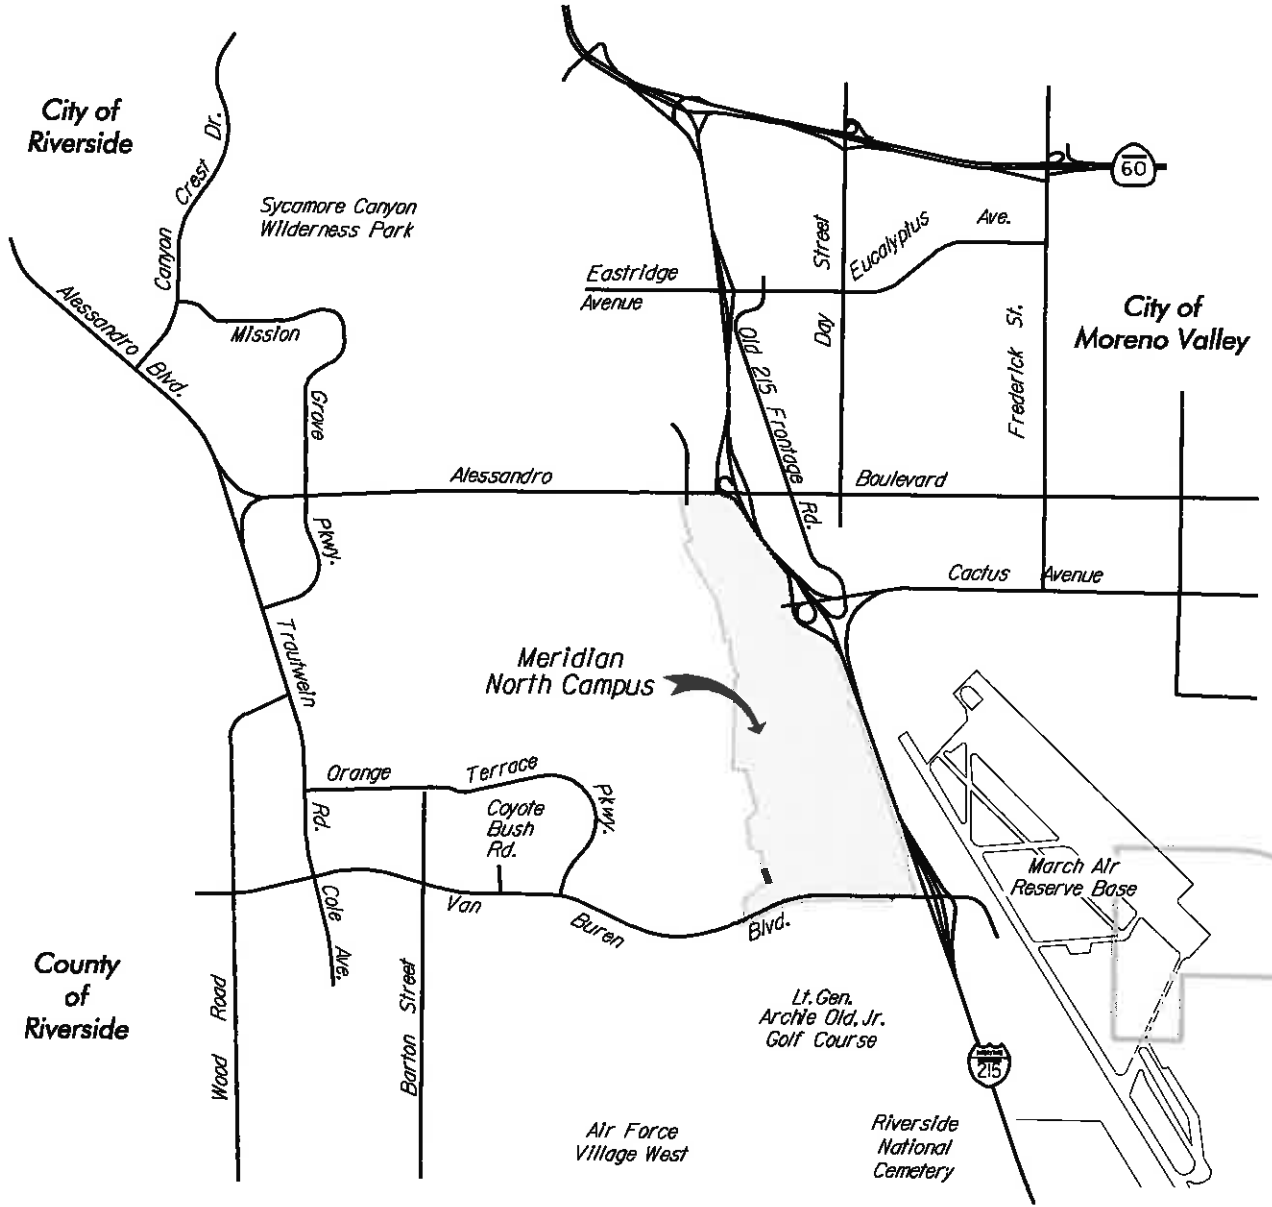 City of
Riverside
Canyon Crest Dr.
Sycamore Canyon
Wilderness Park
60
Alessandro Blvd.
Mission
Grove
Pkwy.
Eastridge
Avenue
Day Street
Eucalyptus Ave.
Old 215 Frontage Rd.
Frederick St.
City of
Moreno Valley
Alessandro Boulevard
Cactus Avenue
Trautwein
Rd.
Meridian
North Campus
Orange Terrace
Pkwy.
Coyote
Bush
Rd.
March Air
Reserve Base
Van Buren Blvd.
Cole Ave.
County
of
Riverside
Wood Road
Barton Street
Lt. Gen.
Archie Old, Jr.
Golf Course
215
Air Force
Village West
Riverside
National
Cemetery